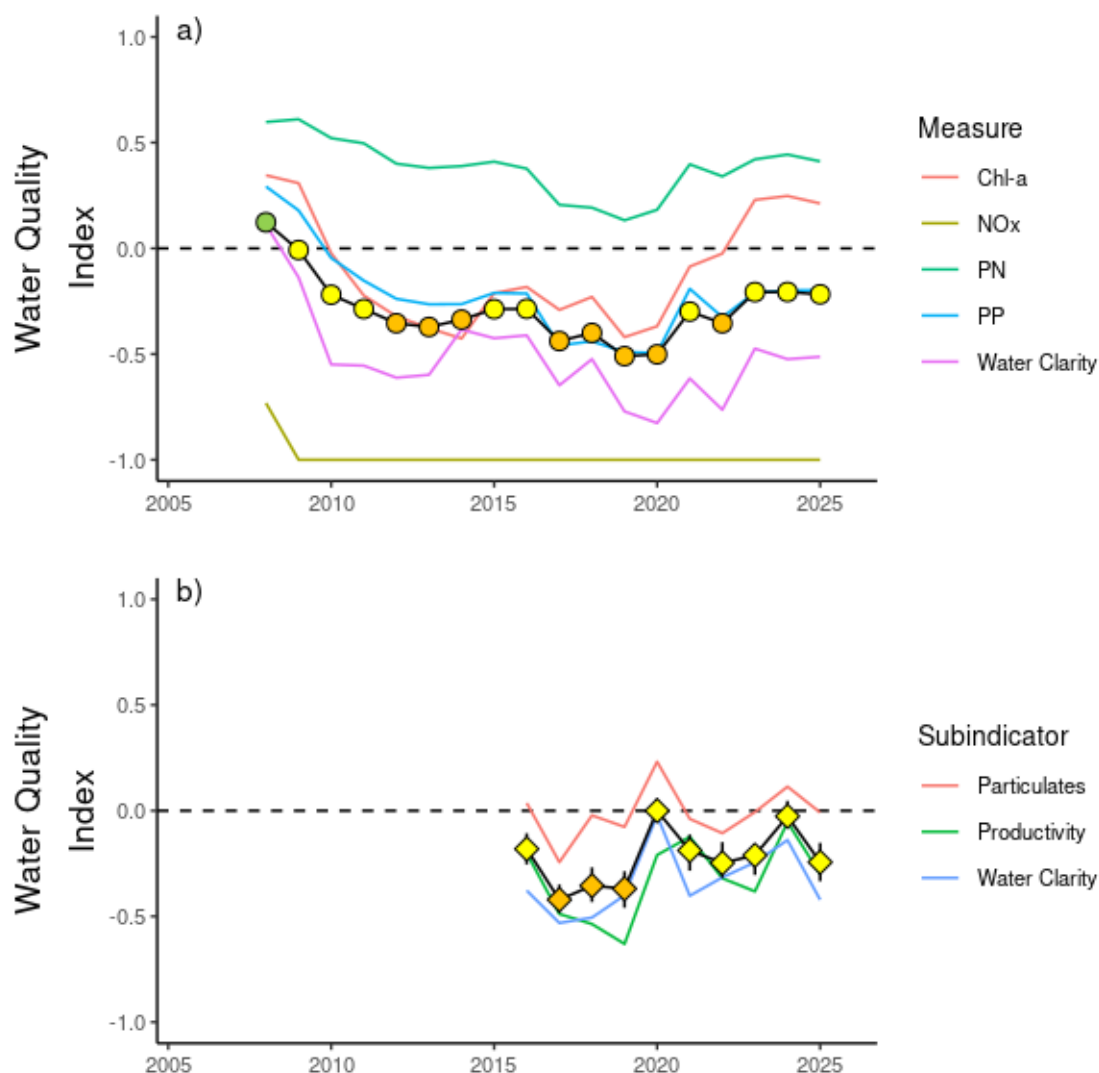 a)
Water Quality
Index
1.0
0.5
0.0
-0.5
-1.0
2005 2010 2015 2020 2025
Measure
Chl-a
NOx
PN
PP
Water Clarity
b)
Water Quality
Index
1.0
0.5
0.0
-0.5
-1.0
2005 2010 2015 2020 2025
Subindicator
Particulates
Productivity
Water Clarity